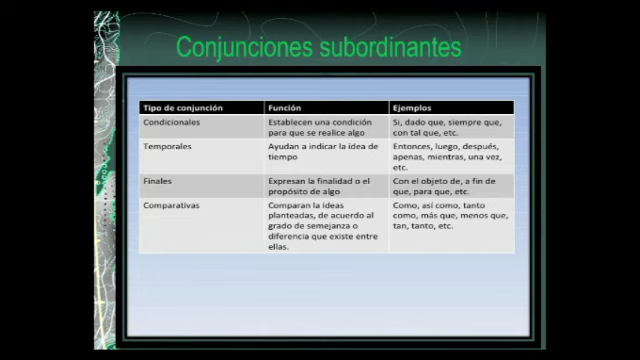 Conjunciones subordinantes
Tipo de conjunción Función Ejemplos
Condicionales Establecen una condición Si, dado que, siempre que,
para que se realice algo con tal que, etc.
Temporales Ayudan a indicar la idea de Entonces, luego, después,
tiempo apenas, mientras, una vez,
etc.
Finales Expresan la finalidad o el Con el objeto de, a fin de
propósito de algo que, para que, etc.
Comparativas Comparan la ideas Como, así como, tanto
planteadas, de acuerdo al como, más que, menos que,
grado de semejanza o tan, tanto, etc.
diferencia que existe entre
ellas.